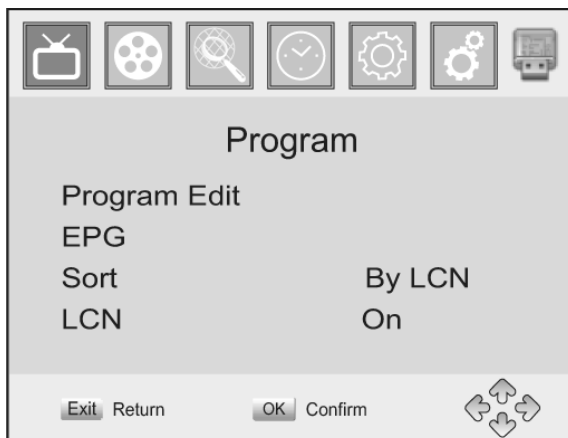 Program
Program Edit
EPG
Sort By LCN
LCN On
Exit Return OK Confirm